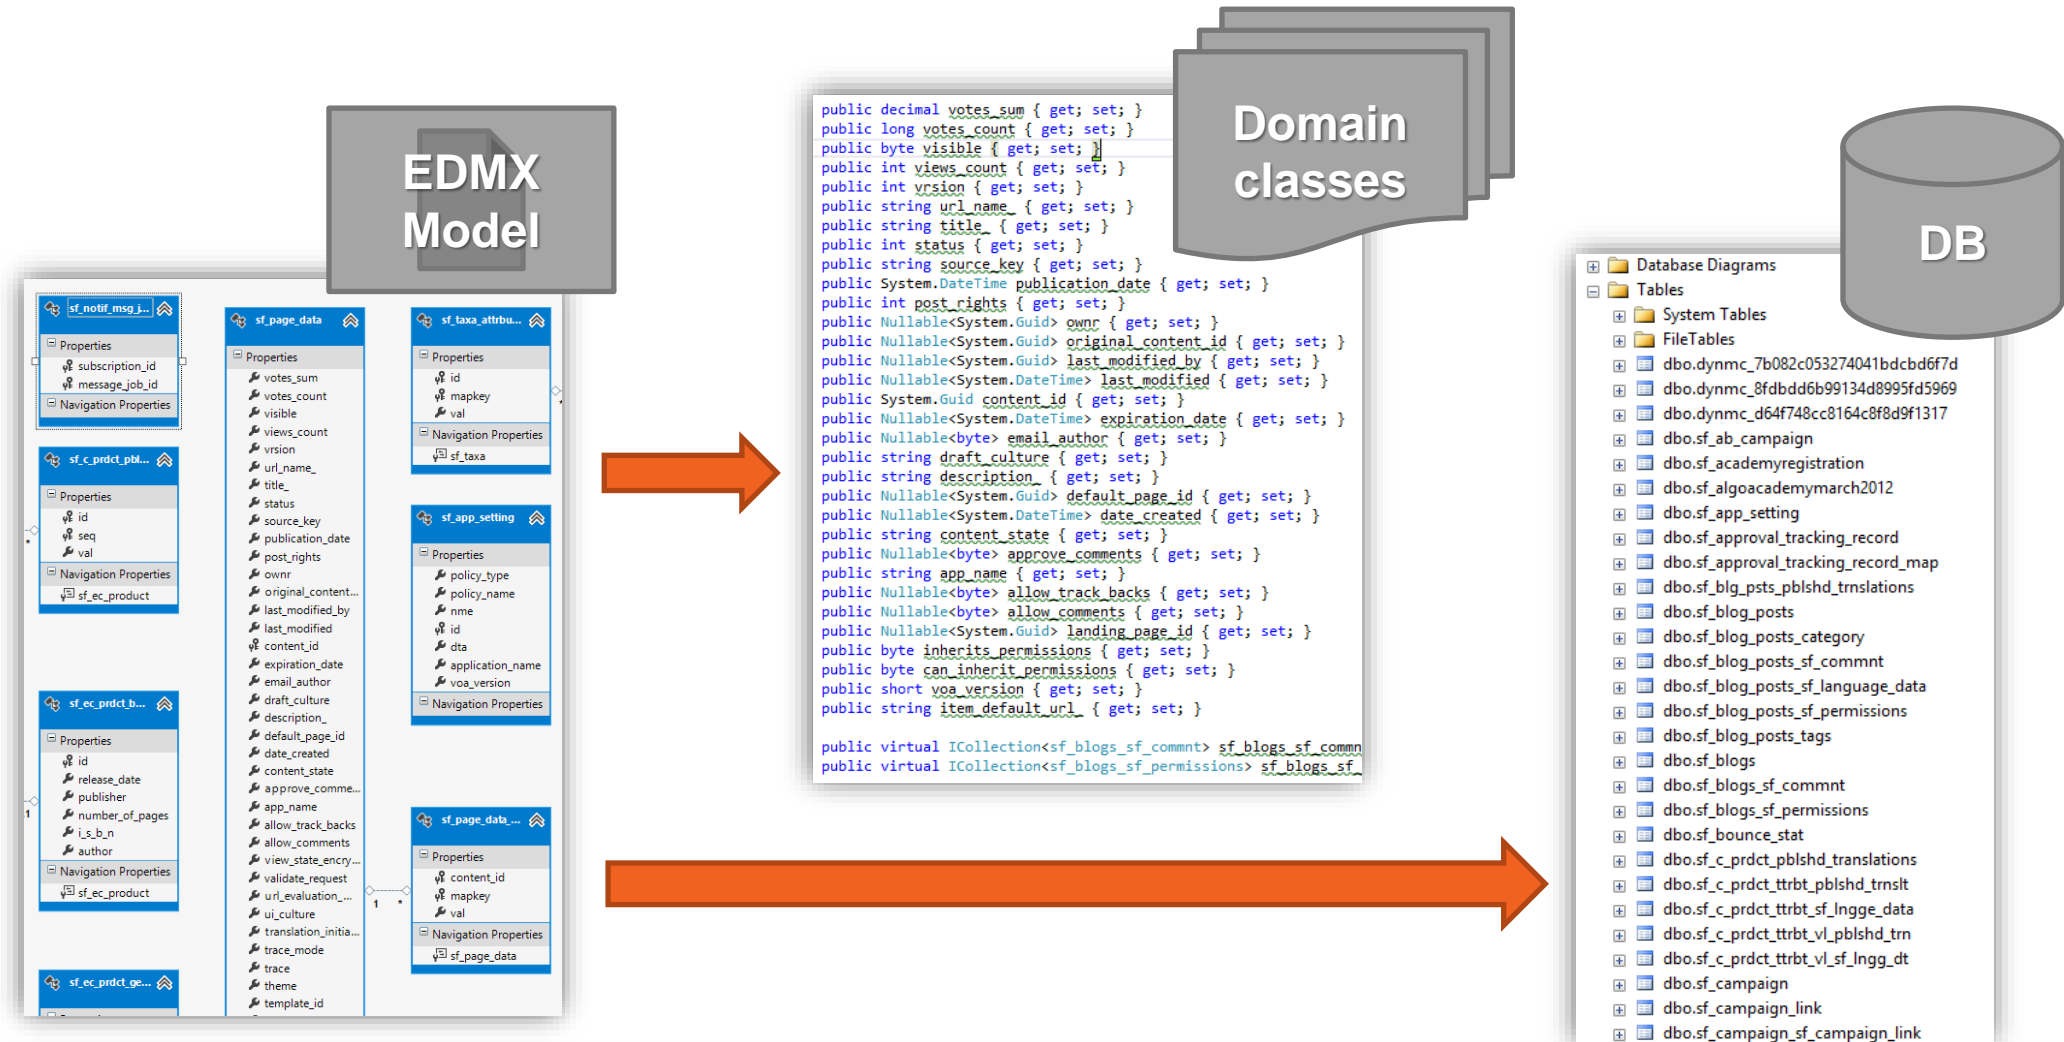 EDMX
Model
sf_notif_msg_j...
Properties
subscription_id
message_job_id
Navigation Properties
sf_c_prdct_pbl...
Properties
id
seq
val
Navigation Properties
sf_ec_product
*
sf_ec_prdct_b...
Properties
id
release_date
publisher
number_of_pages
i_s_b_n
author
Navigation Properties
sf_ec_product
1
sf_ec_prdct_ge...
sf_page_data
Properties
votes_sum
votes_count
visible
views_count
vrsion
url_name_
title_
status
source_key
publication_date
post_rights
ownr
original_content...
last_modified_by
last_modified
content_id
expiration_date
email_author
draft_culture
description_
default_page_id
date_created
content_state
approve_comme...
app_name
allow_track_backs
allow_comments
view_state_encry...
validate_request
url_evaluation_...
ui_culture
translation_initia...
trace_mode
trace
theme
template_id
1 *
sf_taxa_attrbu...
Properties
id
mapkey
val
Navigation Properties
sf_taxa
*
sf_app_setting
Properties
policy_type
policy_name
nme
id
dta
application_name
voa_version
Navigation Properties
sf_page_data_...
Properties
content_id
mapkey
val
Navigation Properties
sf_page_data
Domain
classes
public decimal votes_sum { get; set; }
public long votes_count { get; set; }
public byte visible { get; set; }
public int views_count { get; set; }
public int vrsion { get; set; }
public string url_name_ { get; set; }
public string title_ { get; set; }
public int status { get; set; }
public string source_key { get; set; }
public System.DateTime publication_date { get; set; }
public int post_rights { get; set; }
public Nullable<System.Guid> ownr { get; set; }
public Nullable<System.Guid> original_content_id { get; set; }
public Nullable<System.Guid> last_modified_by { get; set; }
public Nullable<System.DateTime> last_modified { get; set; }
public System.Guid content_id { get; set; }
public Nullable<System.DateTime> expiration_date { get; set; }
public Nullable<byte> email_author { get; set; }
public string draft_culture { get; set; }
public string description_ { get; set; }
public Nullable<System.Guid> default_page_id { get; set; }
public Nullable<System.DateTime> date_created { get; set; }
public string content_state { get; set; }
public Nullable<byte> approve_comments { get; set; }
public string app_name { get; set; }
public Nullable<byte> allow_track_backs { get; set; }
public Nullable<byte> allow_comments { get; set; }
public Nullable<System.Guid> landing_page_id { get; set; }
public byte inherits_permissions { get; set; }
public byte can_inherit_permissions { get; set; }
public short voa_version { get; set; }
public string item_default_url_ { get; set; }
public virtual ICollection<sf_blogs_sf_commnt> sf_blogs_sf_commn
public virtual ICollection<sf_blogs_sf_permissions> sf_blogs_sf_
DB
Database Diagrams
Tables
System Tables
FileTables
dbo.dynmc_7b082c053274041bdcbd6f7d
dbo.dynmc_8fdbdd6b99134d8995fd5969
dbo.dynmc_d64f748cc8164c8f8d9f1317
dbo.sf_ab_campaign
dbo.sf_academyregistration
dbo.sf_algoacademymarch2012
dbo.sf_app_setting
dbo.sf_approval_tracking_record
dbo.sf_approval_tracking_record_map
dbo.sf_blg_psts_pblshd_trnslations
dbo.sf_blog_posts
dbo.sf_blog_posts_category
dbo.sf_blog_posts_sf_commnt
dbo.sf_blog_posts_sf_language_data
dbo.sf_blog_posts_sf_permissions
dbo.sf_blog_posts_tags
dbo.sf_blogs
dbo.sf_blogs_sf_commnt
dbo.sf_blogs_sf_permissions
dbo.sf_bounce_stat
dbo.sf_c_prdct_pblshd_translations
dbo.sf_c_prdct_ttrbt_pblshd_trnslt
dbo.sf_c_prdct_ttrbt_sf_lngge_data
dbo.sf_c_prdct_ttrbt_vl_pblshd_trn
dbo.sf_c_prdct_ttrbt_vl_sf_lngg_dt
dbo.sf_campaign
dbo.sf_campaign_link
dbo.sf_campaign_sf_campaign_link